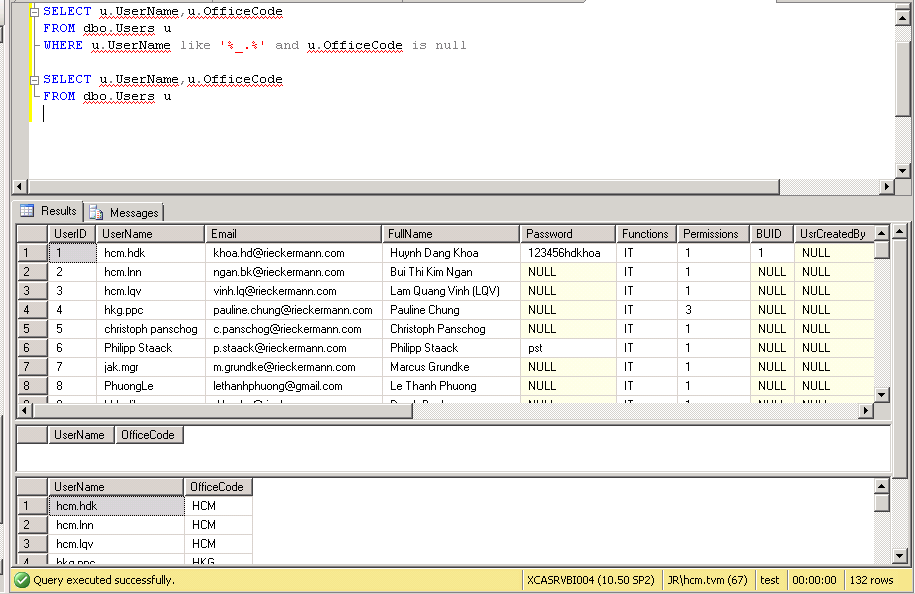 SELECT u.UserName,u.OfficeCode
FROM dbo.Users u
WHERE u.UserName like '%_.%' and u.OfficeCode is null
SELECT u.UserName,u.OfficeCode
FROM dbo.Users u
Results Messages
UserID UserName Email FullName Password Functions Permissions BUID UsrCreatedBy
1 1 hcm.hdk khoa.hd@rieckermann.com Huynh Dang Khoa 123456hdkhoa IT 1 1 NULL
2 2 hcm.lnn ngan.bk@rieckermann.com Bui Thi Kim Ngan NULL IT 1 NULL NULL
3 3 hcm.lqv vinh.lq@rieckermann.com Lam Quang Vinh (LQV) NULL IT 1 NULL NULL
4 4 hkg.ppc pauline.chung@rieckermann.com Pauline Chung NULL IT 3 NULL NULL
5 5 christoph panschog c.panschog@rieckermann.com Christoph Panschog NULL IT 1 NULL NULL
6 6 Philipp Staack p.staack@rieckermann.com Philipp Staack pst IT 1 NULL NULL
7 7 jak.mgr m.grundke@rieckermann.com Marcus Grundke NULL IT 1 NULL NULL
8 8 PhuongLe lethanhphuong@gmail.com Le Thanh Phuong NULL IT 1 NULL NULL
UserName OfficeCode
UserName OfficeCode
1 hcm.hdk HCM
2 hcm.lnn HCM
3 hcm.lqv HCM
4 hkg.ppc HKG
Query executed successfully. XCASRVBI004 (10.50 SP2) JR\hcm.tvm (67) test 00:00:00 132 rows